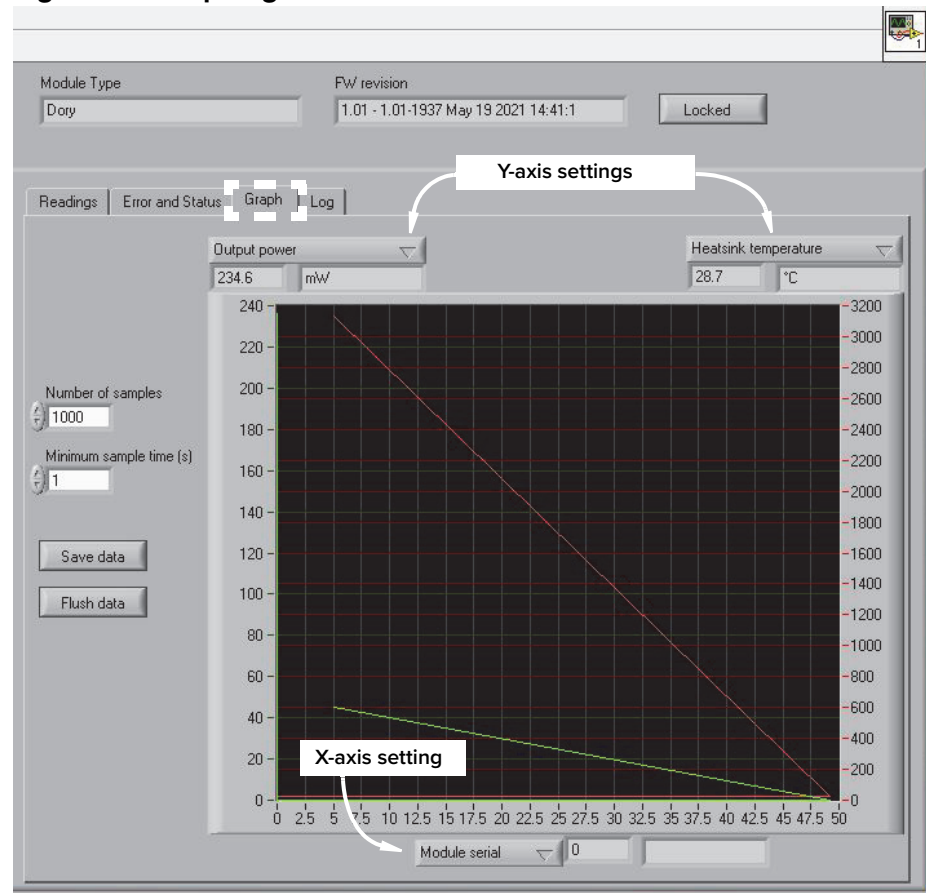 1
Module Type
FW revision
Dory
1.01 - 1.01-1937 May 19 2021 14:41:1
Locked
Y-axis settings
Readings
Error and Status
Graph
Log
Output power
Heatsink temperature
234.6
mW
28.7
°C
Number of samples
1000
Minimum sample time (s)
1
Save data
Flush data
240
220
200
180
160
140
120
100
80
60
40
20
0
3200
3000
2800
2600
2400
2200
2000
1800
1600
1400
1200
1000
800
600
400
200
0
X-axis setting
0 2.5 5 7.5 10 12.5 15 17.5 20 22.5 25 27.5 30 32.5 35 37.5 40 42.5 45 47.5 50
Module serial
0